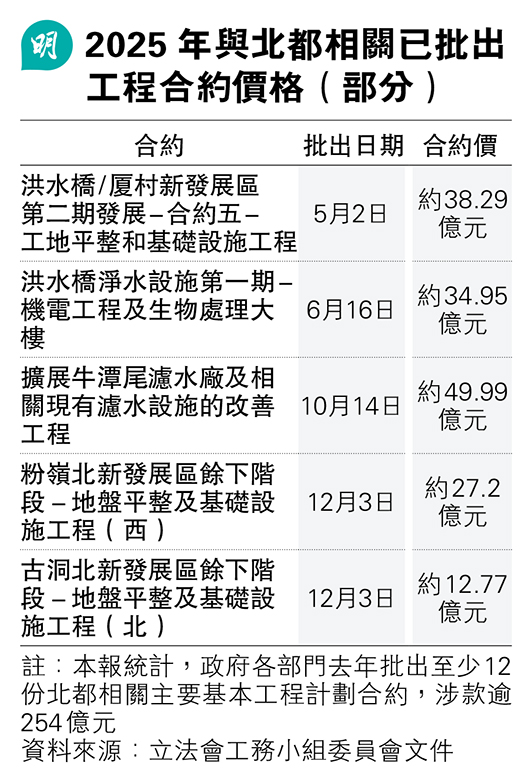 明
2025 年與北都相關已批出
工程合約價格（部分）
合約 批出日期 合約價
洪水橋/厦村新發展區
第二期發展–合約五–
工地平整和基礎設施工程
5月2日
約38.29
億元
洪水橋淨水設施第一期–
機電工程及生物處理大
樓
6月16日
約34.95
億元
擴展牛潭尾濾水廠及相
關現有濾水設施的改善
工程
10月14日
約49.99
億元
粉嶺北新發展區餘下階
段–地盤平整及基礎設
施工程（西）
12月3日
約27.2
億元
古洞北新發展區餘下階
段–地盤平整及基礎設
施工程（北）
12月3日
約12.77
億元
註：本報統計，政府各部門去年批出至少12
份北都相關主要基本工程計劃合約，涉款逾
254億元
資料來源：立法會工務小組委員會文件